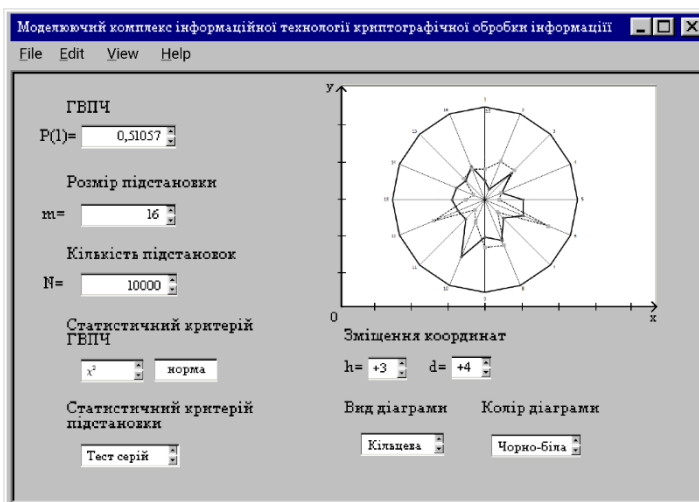 Моделюючий комплекс інформаційної технології криптографічної обробки інформаціїї
File Edit View Help
ГВПЧ
P(1)= 0,51057
Розмір підстановки
m= 16
Кількість підстановок
N= 10000
Статистичний критерій
ГВПЧ
χ² норма
Статистичний критерій
підстановки
Тест серій
y
0
x
Зміщення координат
h= +3 d= +4
Вид діаграми Колір діаграми
Кільцева Чорно-біла